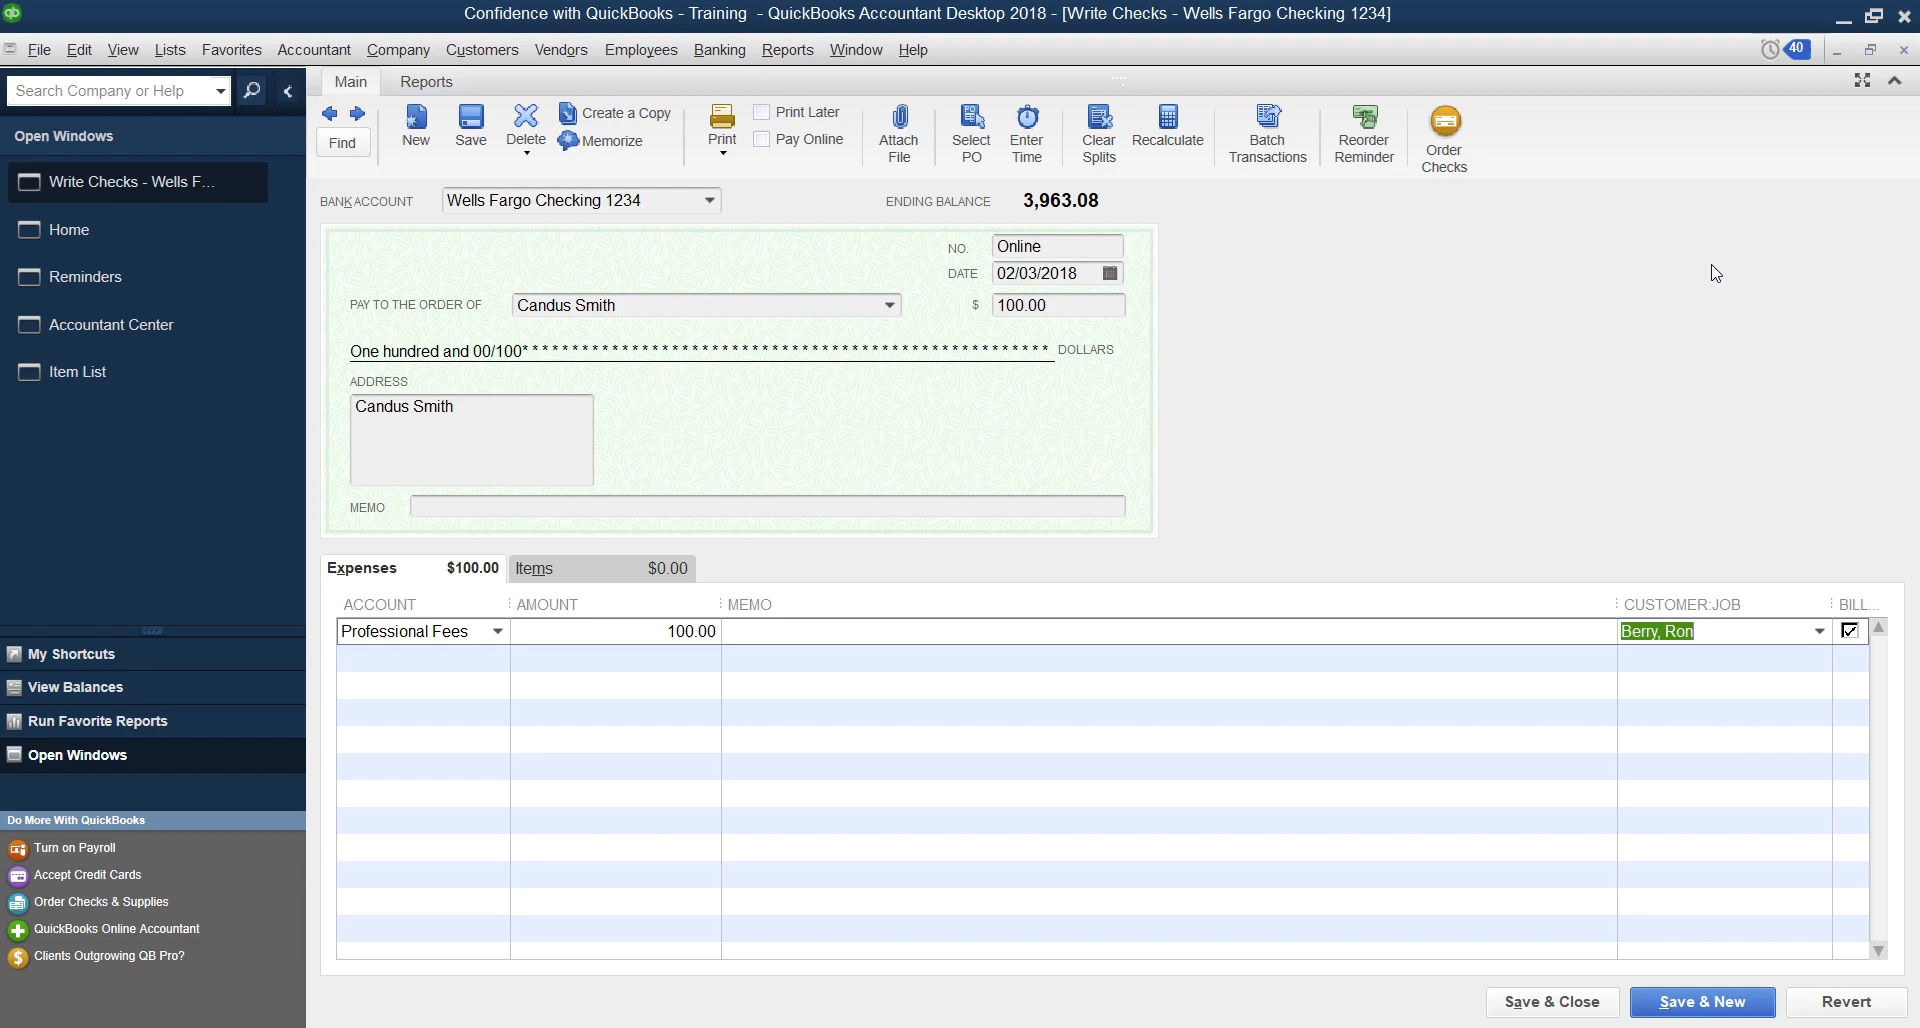 Confidence with QuickBooks - Training - QuickBooks Accountant Desktop 2018 - [Write Checks - Wells Fargo Checking 1234]
File Edit View Lists Favorites Accountant Company Customers Vendors Employees Banking Reports Window Help 40
Search Company or Help
Main Reports
Open Windows
Write Checks - Wells F...
Home
Reminders
Accountant Center
Item List
My Shortcuts
View Balances
Run Favorite Reports
Open Windows
Do More With QuickBooks
Turn on Payroll
Accept Credit Cards
Order Checks & Supplies
QuickBooks Online Accountant
Clients Outgrowing QB Pro?
Find
New
Save
Delete
Create a Copy
Memorize
Print
Print Later
Pay Online
Attach
File
Select
PO
Enter
Time
Clear
Splits
Recalculate
Batch
Transactions
Reorder
Reminder
Order
Checks
BANK ACCOUNT Wells Fargo Checking 1234 ENDING BALANCE 3,963.08
NO. Online
DATE 02/03/2018
PAY TO THE ORDER OF Candus Smith $ 100.00
One hundred and 00/100* * * * * * * * * * * * * * * * * * * * * * * * * * * * * * * * * * * * * * * * * * * * * * * * * * * * * DOLLARS
ADDRESS
Candus Smith
MEMO
Expenses $100.00 Items $0.00
ACCOUNT AMOUNT MEMO CUSTOMER:JOB BILL...
Professional Fees 100.00 Berry, Ron
Save & Close Save & New Revert